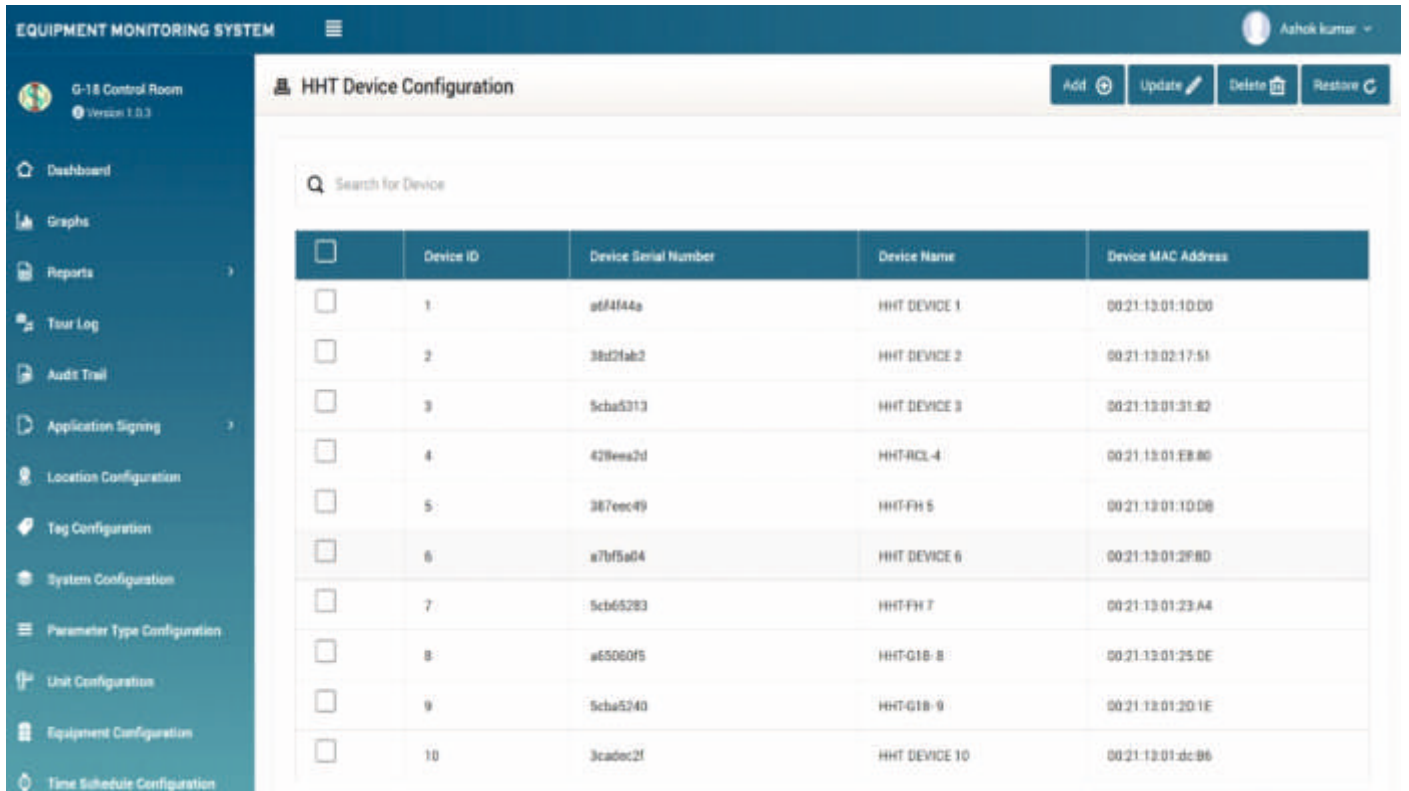 EQUIPMENT MONITORING SYSTEM
Ashok kumar
G-18 Control Room
Version 1.0.3
HHT Device Configuration
Add
Update
Delete
Restore
Dashboard
Graphs
Reports
Tour Log
Audit Trail
Application Signing
Location Configuration
Tag Configuration
System Configuration
Parameter Type Configuration
Unit Configuration
Equipment Configuration
Time Schedule Configuration
Search for Device
Device ID Device Serial Number Device Name Device MAC Address
1 a6f4f44a HHT DEVICE 1 00:21:13:01:1D:D0
2 38d2fab2 HHT DEVICE 2 00:21:13:02:17:51
3 5cba5313 HHT DEVICE 3 00:21:13:01:31:82
4 428eea2d HHT-RCL-4 00:21:13:01:E8:80
5 387eec49 HHT-FH 5 00:21:13:01:1D:DB
6 a7bf5a04 HHT DEVICE 6 00:21:13:01:2F:8D
7 5cb65283 HHT-FH 7 00:21:13:01:23:A4
8 a65060f5 HHT-G18- 8 00:21:13:01:25:DE
9 5cba5240 HHT-G18- 9 00:21:13:01:2D:1E
10 3cadec2f HHT DEVICE 10 00:21:13:01:dc:B6